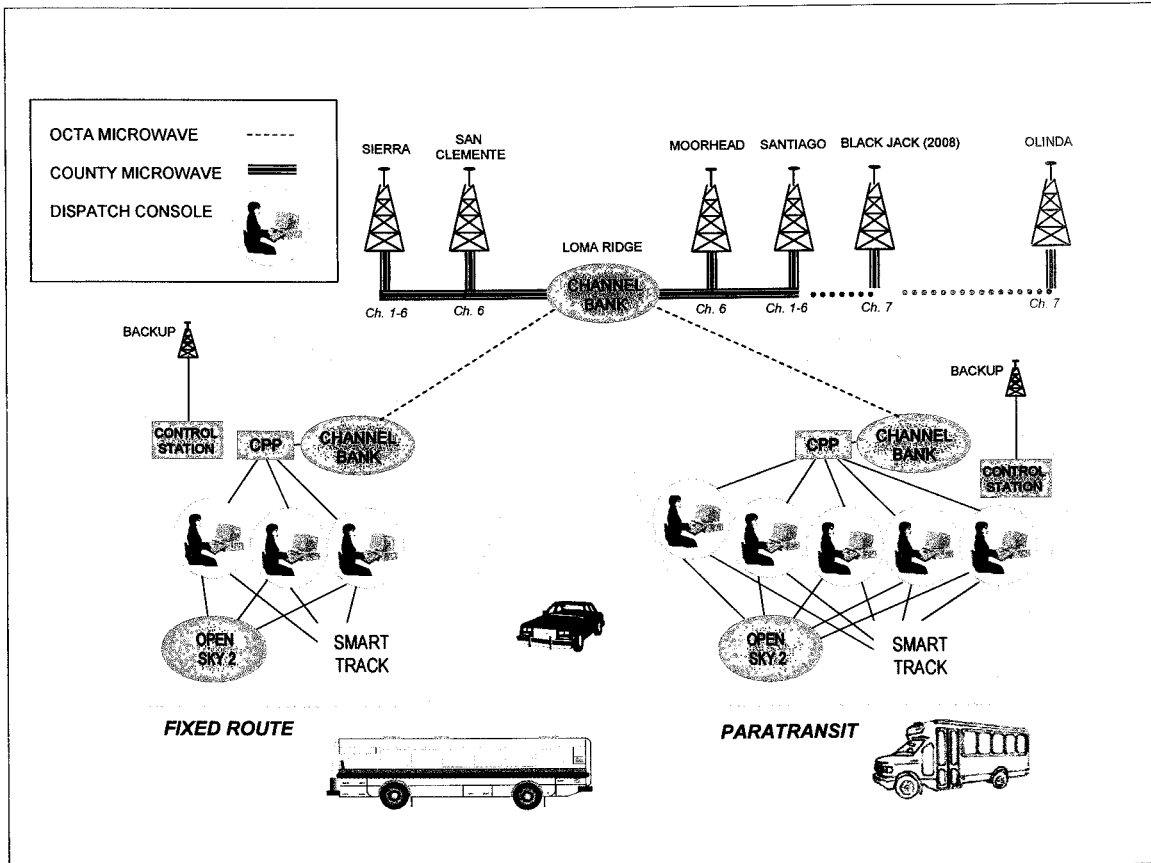 OCTA MICROWAVE
COUNTY MICROWAVE
DISPATCH CONSOLE
SIERRA
SAN
CLEMENTE
MOORHEAD
SANTIAGO
BLACK JACK (2008)
OLINDA
LOMA RIDGE
CHANNEL
BANK
Ch. 1-6
Ch. 6
Ch. 6
Ch. 1-6
Ch. 7
Ch. 7
BACKUP
CONTROL
STATION
CPP
CHANNEL
BANK
OPEN
SKY 2
SMART
TRACK
FIXED ROUTE
BACKUP
CPP
CHANNEL
BANK
CONTROL
STATION
OPEN
SKY 2
SMART
TRACK
PARATRANSIT